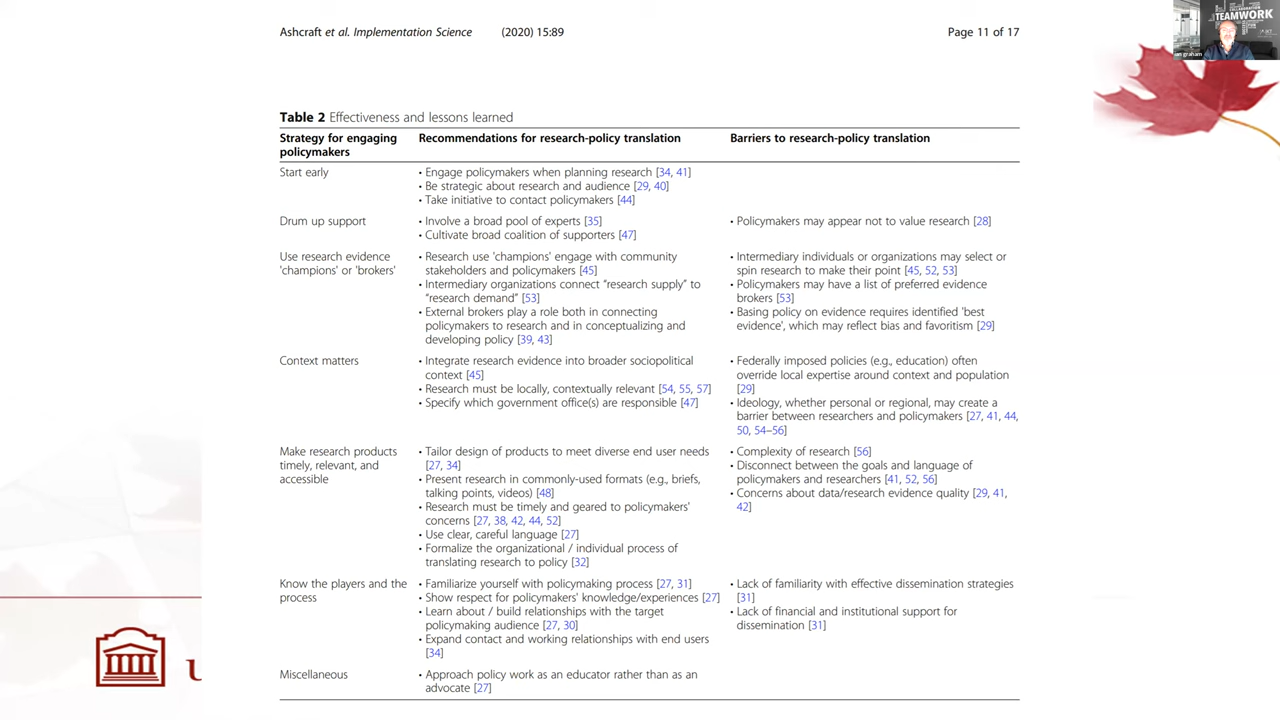 Ashcraft et al. Implementation Science (2020) 15:89 Page 11 of 17
TEAMWORK
Table 2 Effectiveness and lessons learned
Strategy for engaging policymakers
Recommendations for research-policy translation
Barriers to research-policy translation
Start early
• Engage policymakers when planning research [34, 41]
• Be strategic about research and audience [29, 40]
• Take initiative to contact policymakers [44]
Drum up support
• Involve a broad pool of experts [35]
• Cultivate broad coalition of supporters [47]
• Policymakers may appear not to value research [28]
Use research evidence
'champions' or 'brokers'
• Research use 'champions' engage with community
stakeholders and policymakers [45]
• Intermediary organizations connect “research supply” to
“research demand” [53]
• External brokers play a role both in connecting
policymakers to research and in conceptualizing and
developing policy [39, 43]
• Intermediary individuals or organizations may select or
spin research to make their point [45, 52, 53]
• Policymakers may have a list of preferred evidence
brokers [53]
• Basing policy on evidence requires identified 'best
evidence', which may reflect bias and favoritism [29]
Context matters
• Integrate research evidence into broader sociopolitical
context [45]
• Research must be locally, contextually relevant [54, 55, 57]
• Specify which government office(s) are responsible [47]
• Federally imposed policies (e.g., education) often
override local expertise around context and population
[29]
• Ideology, whether personal or regional, may create a
barrier between researchers and policymakers [27, 41, 44,
50, 54–56]
Make research products
timely, relevant, and
accessible
• Tailor design of products to meet diverse end user needs
[27, 34]
• Present research in commonly-used formats (e.g., briefs,
talking points, videos) [48]
• Research must be timely and geared to policymakers'
concerns [27, 38, 42, 44, 52]
• Use clear, careful language [27]
• Formalize the organizational / individual process of
translating research to policy [32]
• Complexity of research [56]
• Disconnect between the goals and language of
policymakers and researchers [41, 52, 56]
• Concerns about data/research evidence quality [29, 41,
42]
Know the players and the
process
• Familiarize yourself with policymaking process [27, 31]
• Show respect for policymakers' knowledge/experiences [27]
• Learn about / build relationships with the target
policymaking audience [27, 30]
• Expand contact and working relationships with end users
[34]
• Lack of familiarity with effective dissemination strategies
[31]
• Lack of financial and institutional support for
dissemination [31]
Miscellaneous
• Approach policy work as an educator rather than as an
advocate [27]